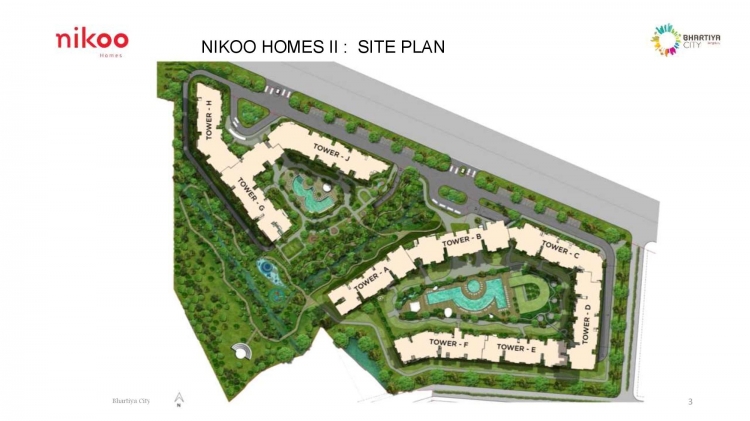 nikoo
Homes
NIKOO HOMES II : SITE PLAN
BHARTIYA
CITY
TOWER - H
TOWER - J
TOWER - G
TOWER - B
TOWER - C
TOWER - A
TOWER - D
TOWER - F
TOWER - E
Bhartiya City
N
3